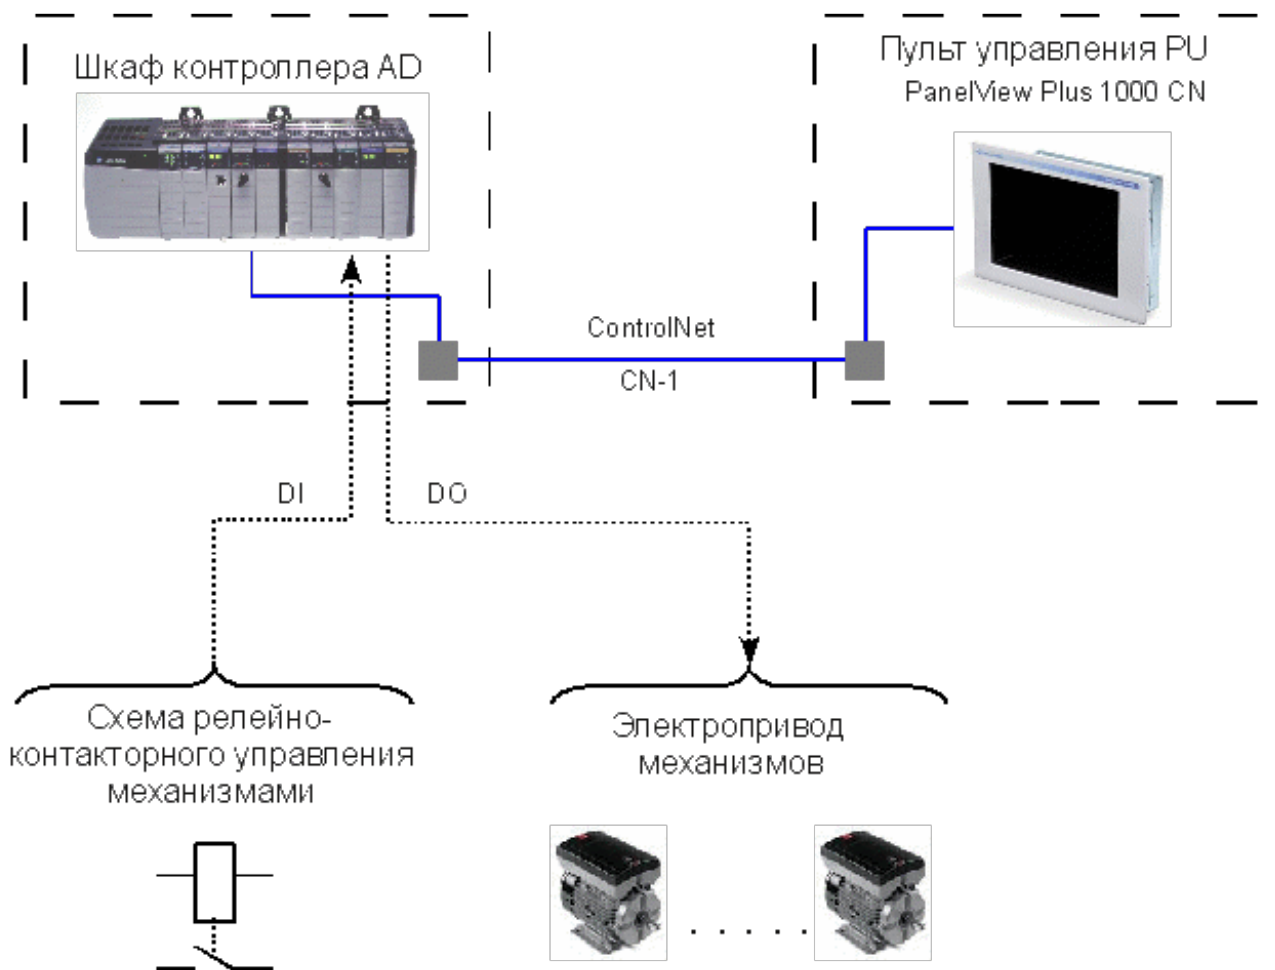 Шкаф контроллера AD
Пульт управления PU
PanelView Plus 1000 CN
ControlNet
CN-1
DI
DO
Схема релейно-
контакторного управления
механизмами
Электропривод
механизмов